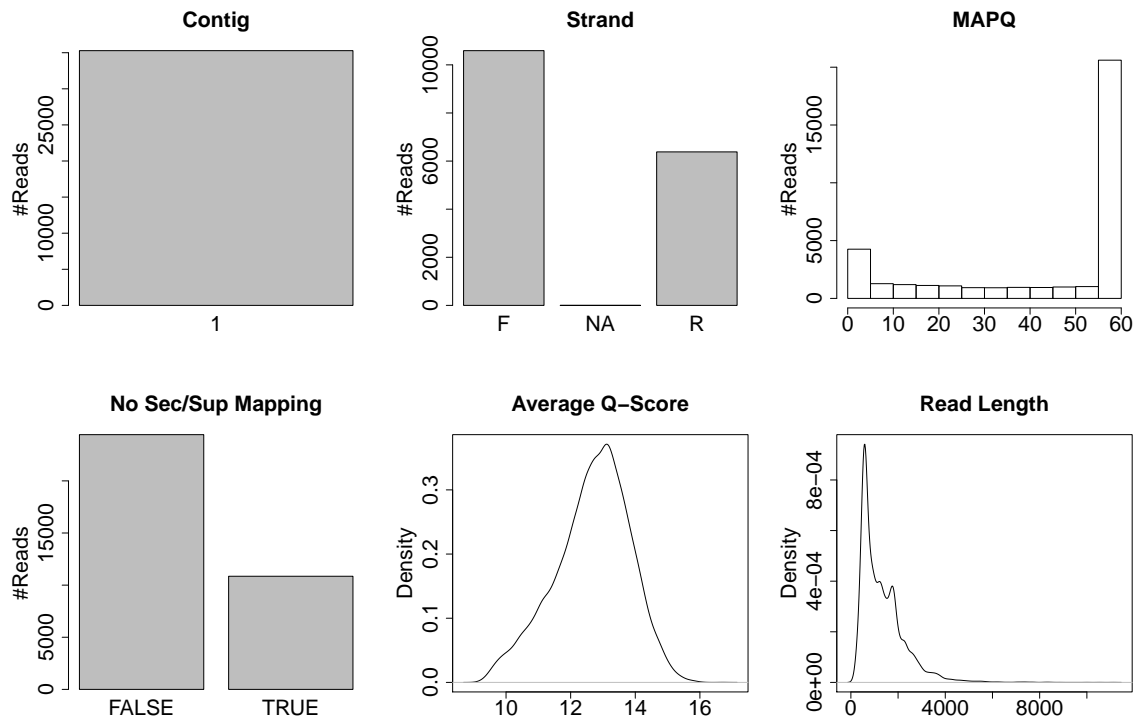 Contig
#Reads
0
10000
25000
1
Strand
#Reads
0
2000
6000
10000
F NA R
MAPQ
#Reads
0
5000
15000
0 10 20 30 40 50 60
No Sec/Sup Mapping
#Reads
0
5000
15000
FALSE TRUE
Average Q−Score
Density
0.0
0.1
0.2
0.3
10 12 14 16
Read Length
Density
0e+00
4e−04
8e−04
0 4000 8000